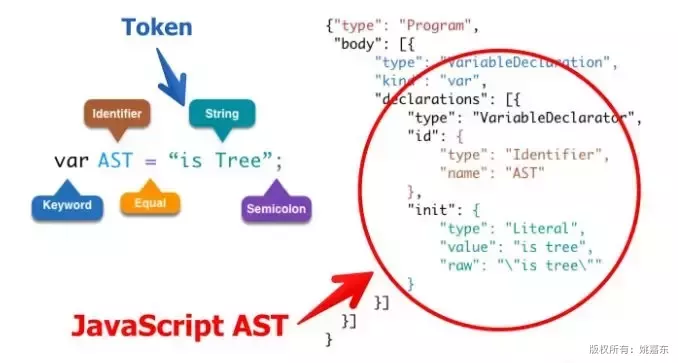 Token
Identifier
String
var AST = “is Tree”;
Keyword
Equal
Semicolon
{"type": "Program",
"body": [{
"type": "VariableDeclaration",
"kind": "var",
"declarations": [{
"type": "VariableDeclarator",
"id": {
"type": "Identifier",
"name": "AST"
},
"init": {
"type": "Literal",
"value": "is tree",
"raw": "\"is tree\""
}
}]
}]
}
JavaScript AST
版权所有：姚嘉东